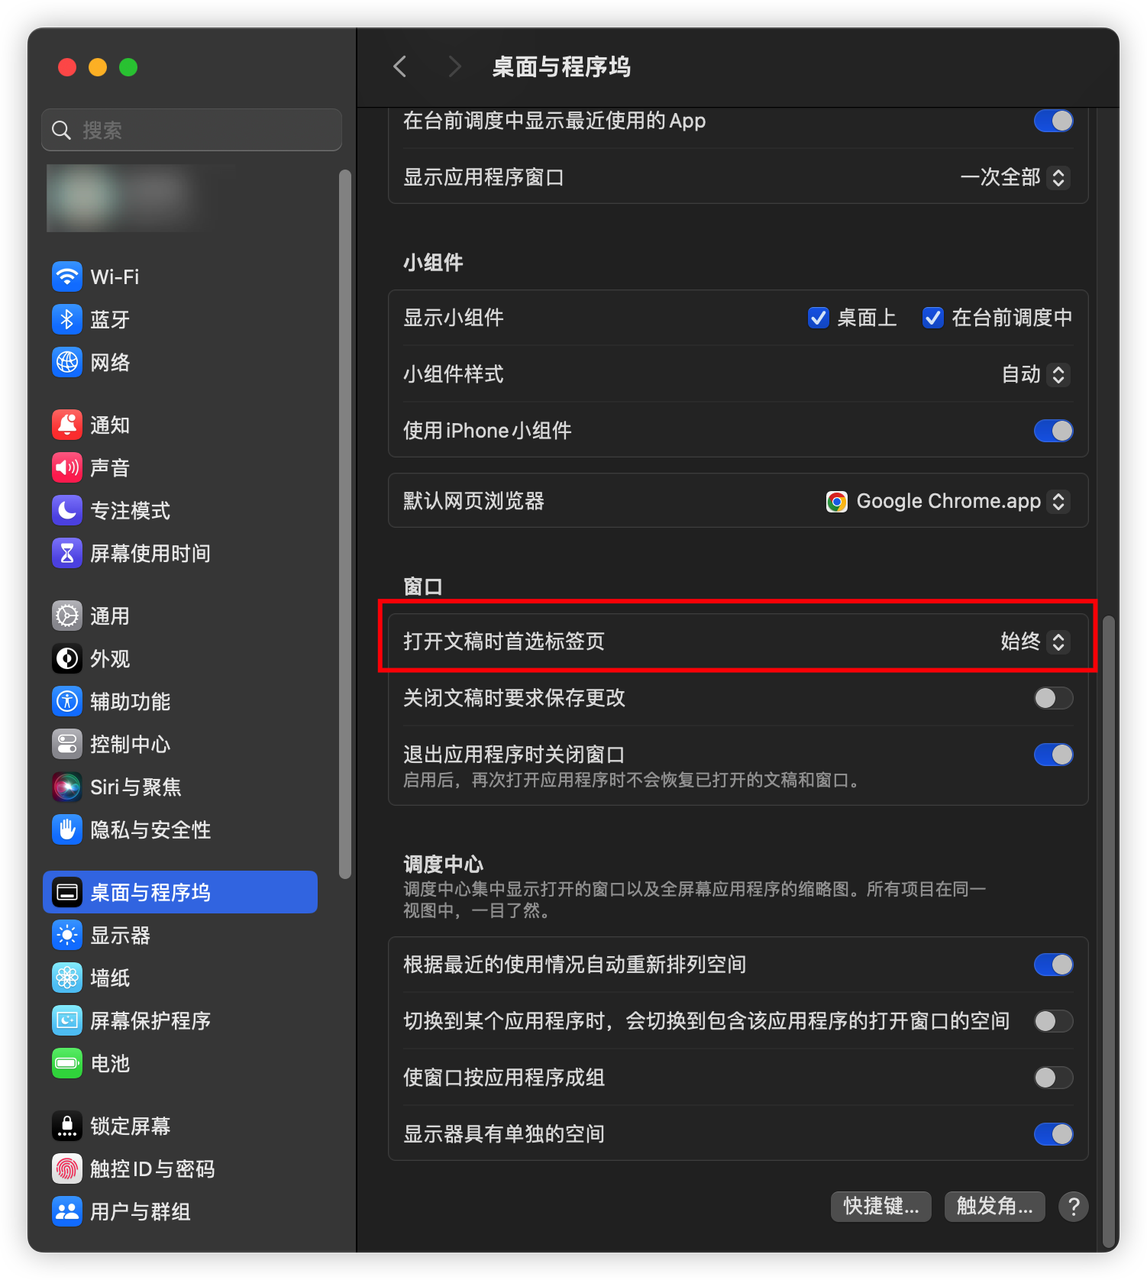 桌面与程序坞
搜索
Wi-Fi
蓝牙
网络
通知
声音
专注模式
屏幕使用时间
通用
外观
辅助功能
控制中心
Siri与聚焦
隐私与安全性
桌面与程序坞
显示器
墙纸
屏幕保护程序
电池
锁定屏幕
触控ID与密码
用户与群组
在台前调度中显示最近使用的App
显示应用程序窗口 一次全部
小组件
显示小组件 桌面上 在台前调度中
小组件样式 自动
使用iPhone小组件
默认网页浏览器 Google Chrome.app
窗口
打开文稿时首选标签页 始终
关闭文稿时要求保存更改
退出应用程序时关闭窗口
启用后，再次打开应用程序时不会恢复已打开的文稿和窗口。
调度中心
调度中心集中显示打开的窗口以及全屏幕应用程序的缩略图。所有项目在同一
视图中，一目了然。
根据最近的使用情况自动重新排列空间
切换到某个应用程序时，会切换到包含该应用程序的打开窗口的空间
使窗口按应用程序成组
显示器具有单独的空间
快捷键... 触发角... ?